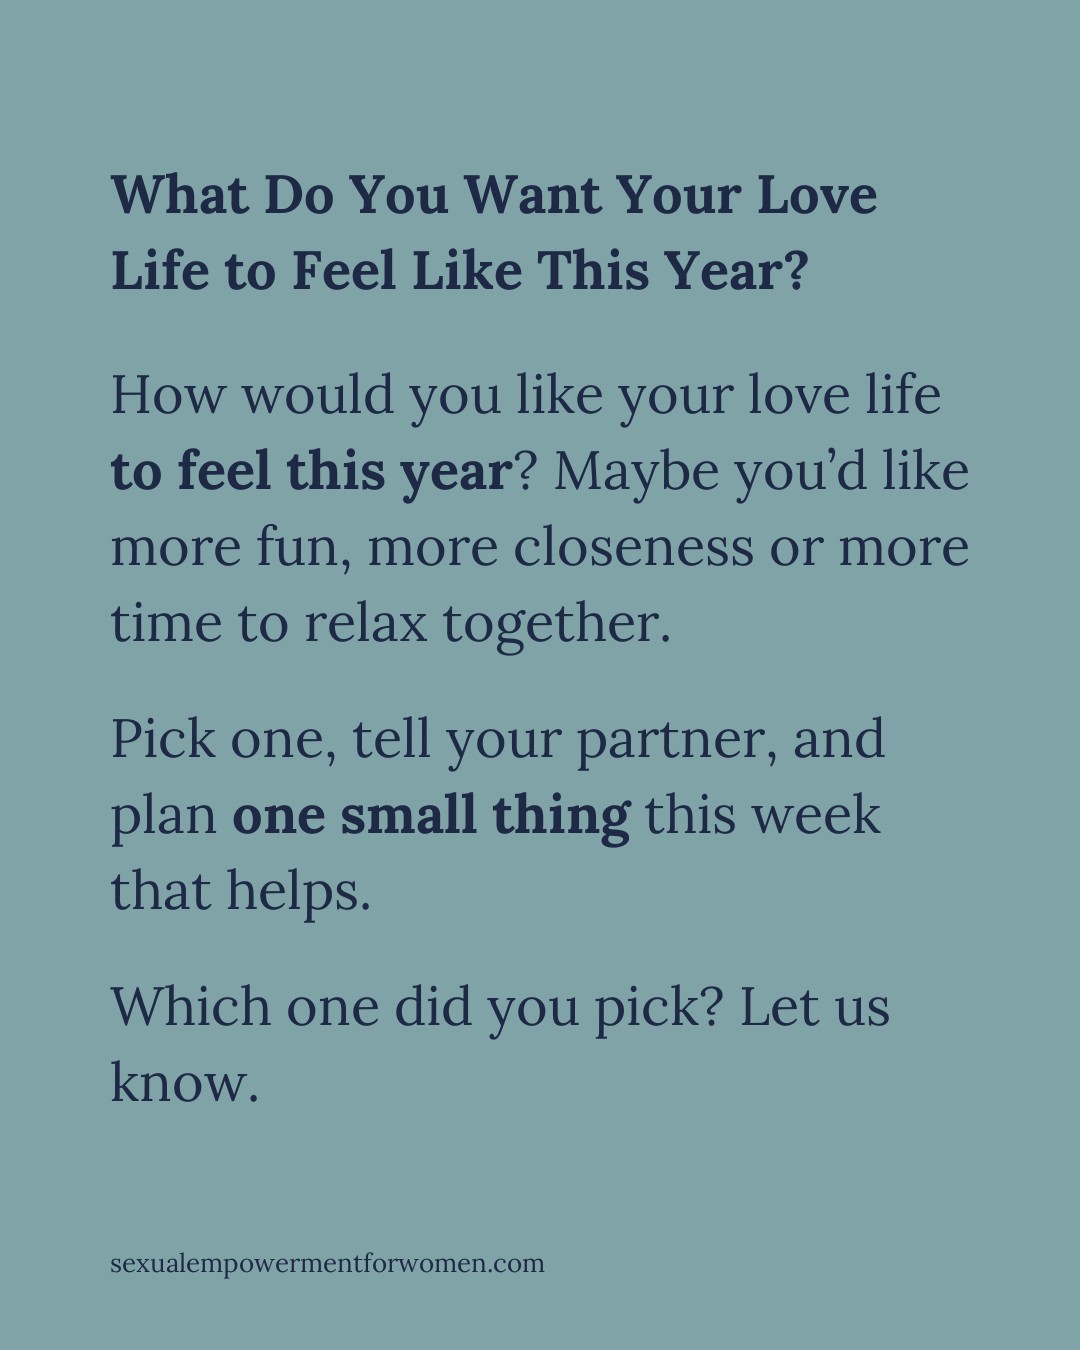 What Do You Want Your Love
Life to Feel Like This Year?
How would you like your love life
to feel this year? Maybe you’d like
more fun, more closeness or more
time to relax together.
Pick one, tell your partner, and
plan one small thing this week
that helps.
Which one did you pick? Let us
know.
sexualempowermentforwomen.com